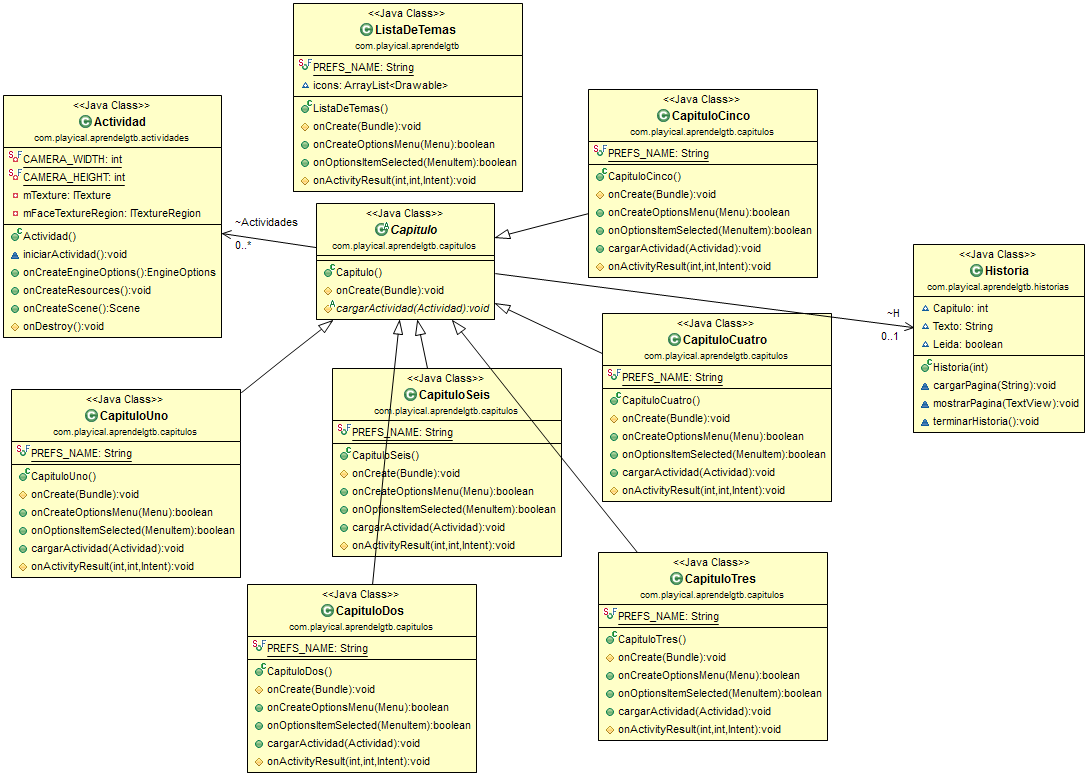 <<Java Class>>
ListaDeTemas
com.playical.aprendelgtb
PREFS_NAME: String
icons: ArrayList<Drawable>
ListaDeTemas()
onCreate(Bundle):void
onCreateOptionsMenu(Menu):boolean
onOptionsItemSelected(MenuItem):boolean
onActivityResult(int,int,Intent):void
<<Java Class>>
Actividad
com.playical.aprendelgtb.actividades
CAMERA_WIDTH: int
CAMERA_HEIGHT: int
mTexture: ITexture
mFaceTextureRegion: ITextureRegion
Actividad()
iniciarActividad():void
onCreateEngineOptions():EngineOptions
onCreateResources():void
onCreateScene():Scene
onDestroy():void
~Actividades
0..*
<<Java Class>>
Capitulo
com.playical.aprendelgtb.capitulos
Capitulo()
onCreate(Bundle):void
cargarActividad(Actividad):void
<<Java Class>>
CapituloCinco
com.playical.aprendelgtb.capitulos
PREFS_NAME: String
CapituloCinco()
onCreate(Bundle):void
onCreateOptionsMenu(Menu):boolean
onOptionsItemSelected(MenuItem):boolean
cargarActividad(Actividad):void
onActivityResult(int,int,Intent):void
~H
0..1
<<Java Class>>
Historia
com.playical.aprendelgtb.historias
Capitulo: int
Texto: String
Leida: boolean
Historia(int)
cargarPagina(String):void
mostrarPagina(TextView):void
terminarHistoria():void
<<Java Class>>
CapituloCuatro
com.playical.aprendelgtb.capitulos
PREFS_NAME: String
CapituloCuatro()
onCreate(Bundle):void
onCreateOptionsMenu(Menu):boolean
onOptionsItemSelected(MenuItem):boolean
cargarActividad(Actividad):void
onActivityResult(int,int,Intent):void
<<Java Class>>
CapituloUno
com.playical.aprendelgtb.capitulos
PREFS_NAME: String
CapituloUno()
onCreate(Bundle):void
onCreateOptionsMenu(Menu):boolean
onOptionsItemSelected(MenuItem):boolean
cargarActividad(Actividad):void
onActivityResult(int,int,Intent):void
<<Java Class>>
CapituloSeis
com.playical.aprendelgtb.capitulos
PREFS_NAME: String
CapituloSeis()
onCreate(Bundle):void
onCreateOptionsMenu(Menu):boolean
onOptionsItemSelected(MenuItem):boolean
cargarActividad(Actividad):void
onActivityResult(int,int,Intent):void
<<Java Class>>
CapituloDos
com.playical.aprendelgtb.capitulos
PREFS_NAME: String
CapituloDos()
onCreate(Bundle):void
onCreateOptionsMenu(Menu):boolean
onOptionsItemSelected(MenuItem):boolean
cargarActividad(Actividad):void
onActivityResult(int,int,Intent):void
<<Java Class>>
CapituloTres
com.playical.aprendelgtb.capitulos
PREFS_NAME: String
CapituloTres()
onCreate(Bundle):void
onCreateOptionsMenu(Menu):boolean
onOptionsItemSelected(MenuItem):boolean
cargarActividad(Actividad):void
onActivityResult(int,int,Intent):void